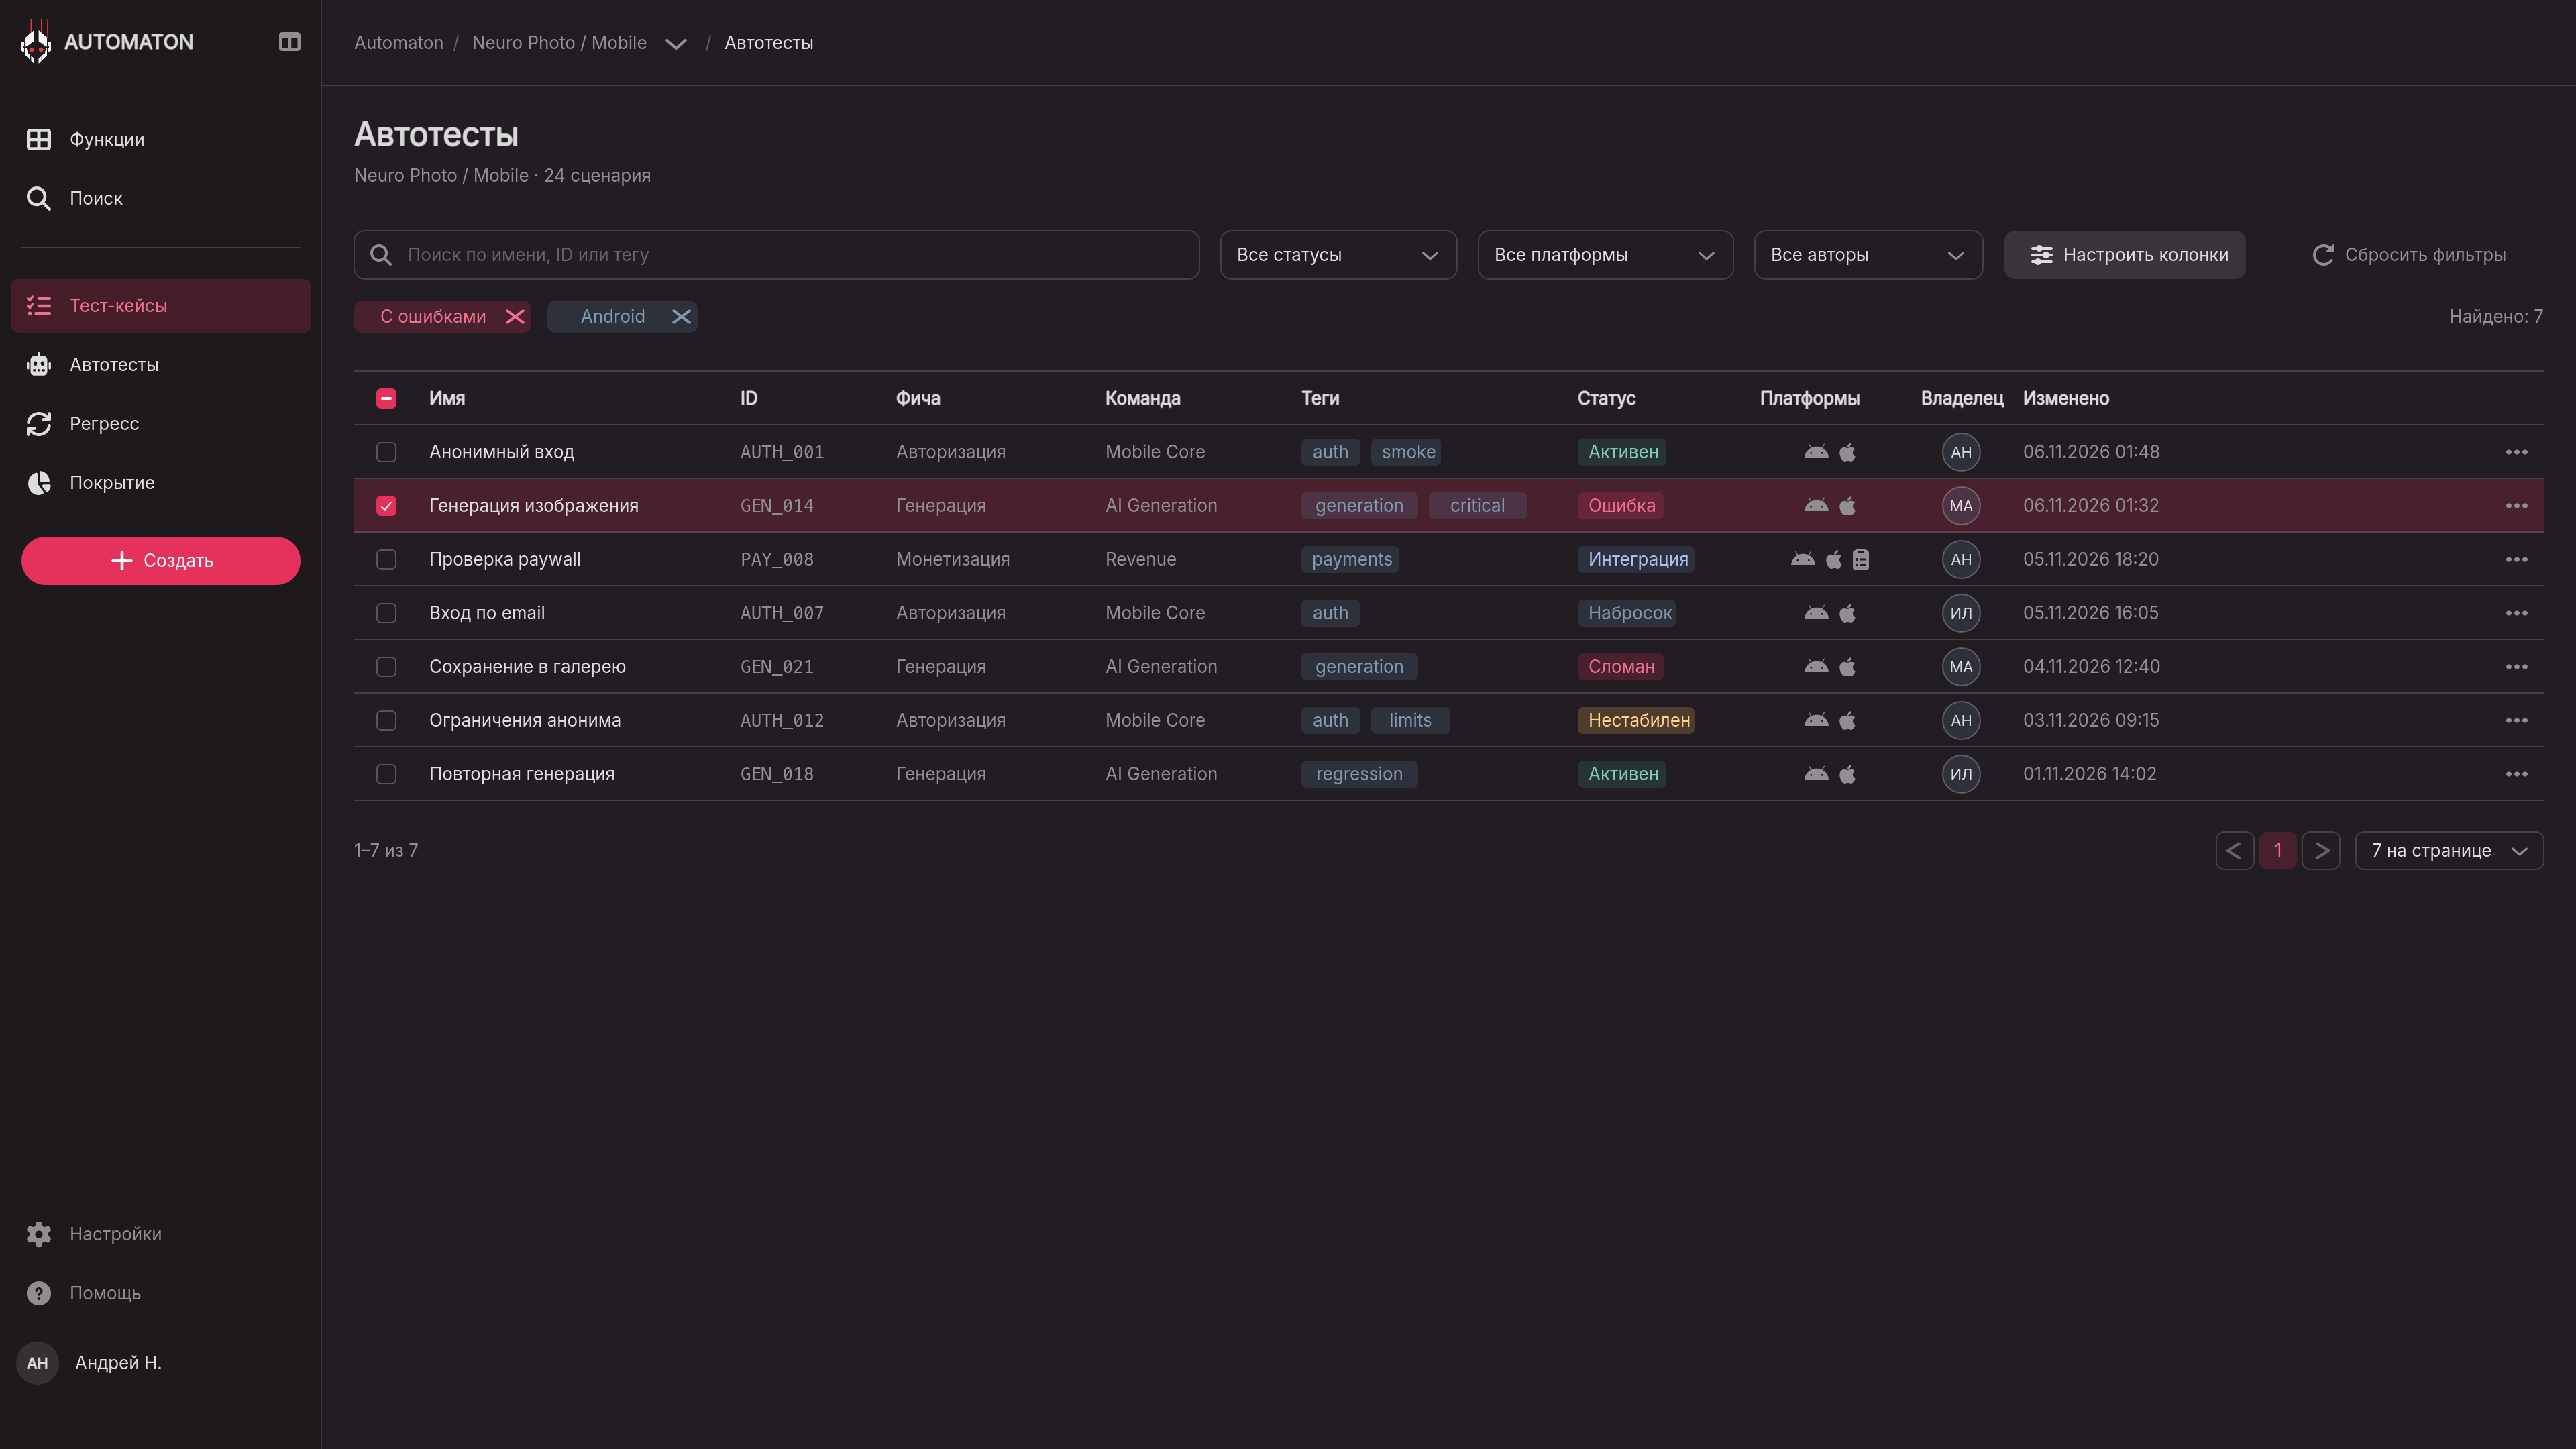 AUTOMATON
Automaton / Neuro Photo / Mobile / Автотесты
Функции
Поиск
Тест-кейсы
Автотесты
Регресс
Покрытие
Создать
Настройки
? Помощь
АН Андрей Н.
Автотесты
Neuro Photo / Mobile · 24 сценария
Поиск по имени, ID или тегу Все статусы Все платформы Все авторы Настроить колонки Сбросить фильтры
С ошибками Android Найдено: 7
Имя ID Фича Команда Теги Статус Платформы Владелец Изменено
Анонимный вход AUTH_001 Авторизация Mobile Core auth smoke Активен АН 06.11.2026 01:48
Генерация изображения GEN_014 Генерация AI Generation generation critical Ошибка МА 06.11.2026 01:32
Проверка paywall PAY_008 Монетизация Revenue payments Интеграция АН 05.11.2026 18:20
Вход по email AUTH_007 Авторизация Mobile Core auth Набросок ИЛ 05.11.2026 16:05
Сохранение в галерею GEN_021 Генерация AI Generation generation Сломан МА 04.11.2026 12:40
Ограничения анонима AUTH_012 Авторизация Mobile Core auth limits Нестабилен АН 03.11.2026 09:15
Повторная генерация GEN_018 Генерация AI Generation regression Активен ИЛ 01.11.2026 14:02
1–7 из 7 1 7 на странице